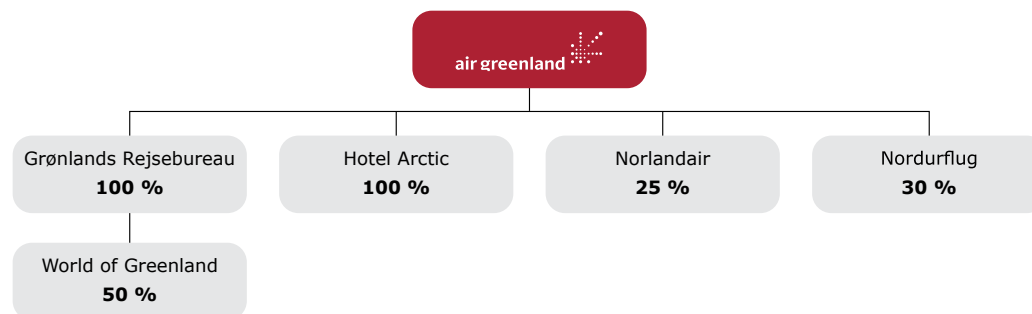 air greenland
Grønlands Rejsebureau
100 %
Hotel Arctic
100 %
Norlandair
25 %
Nordurflug
30 %
World of Greenland
50 %